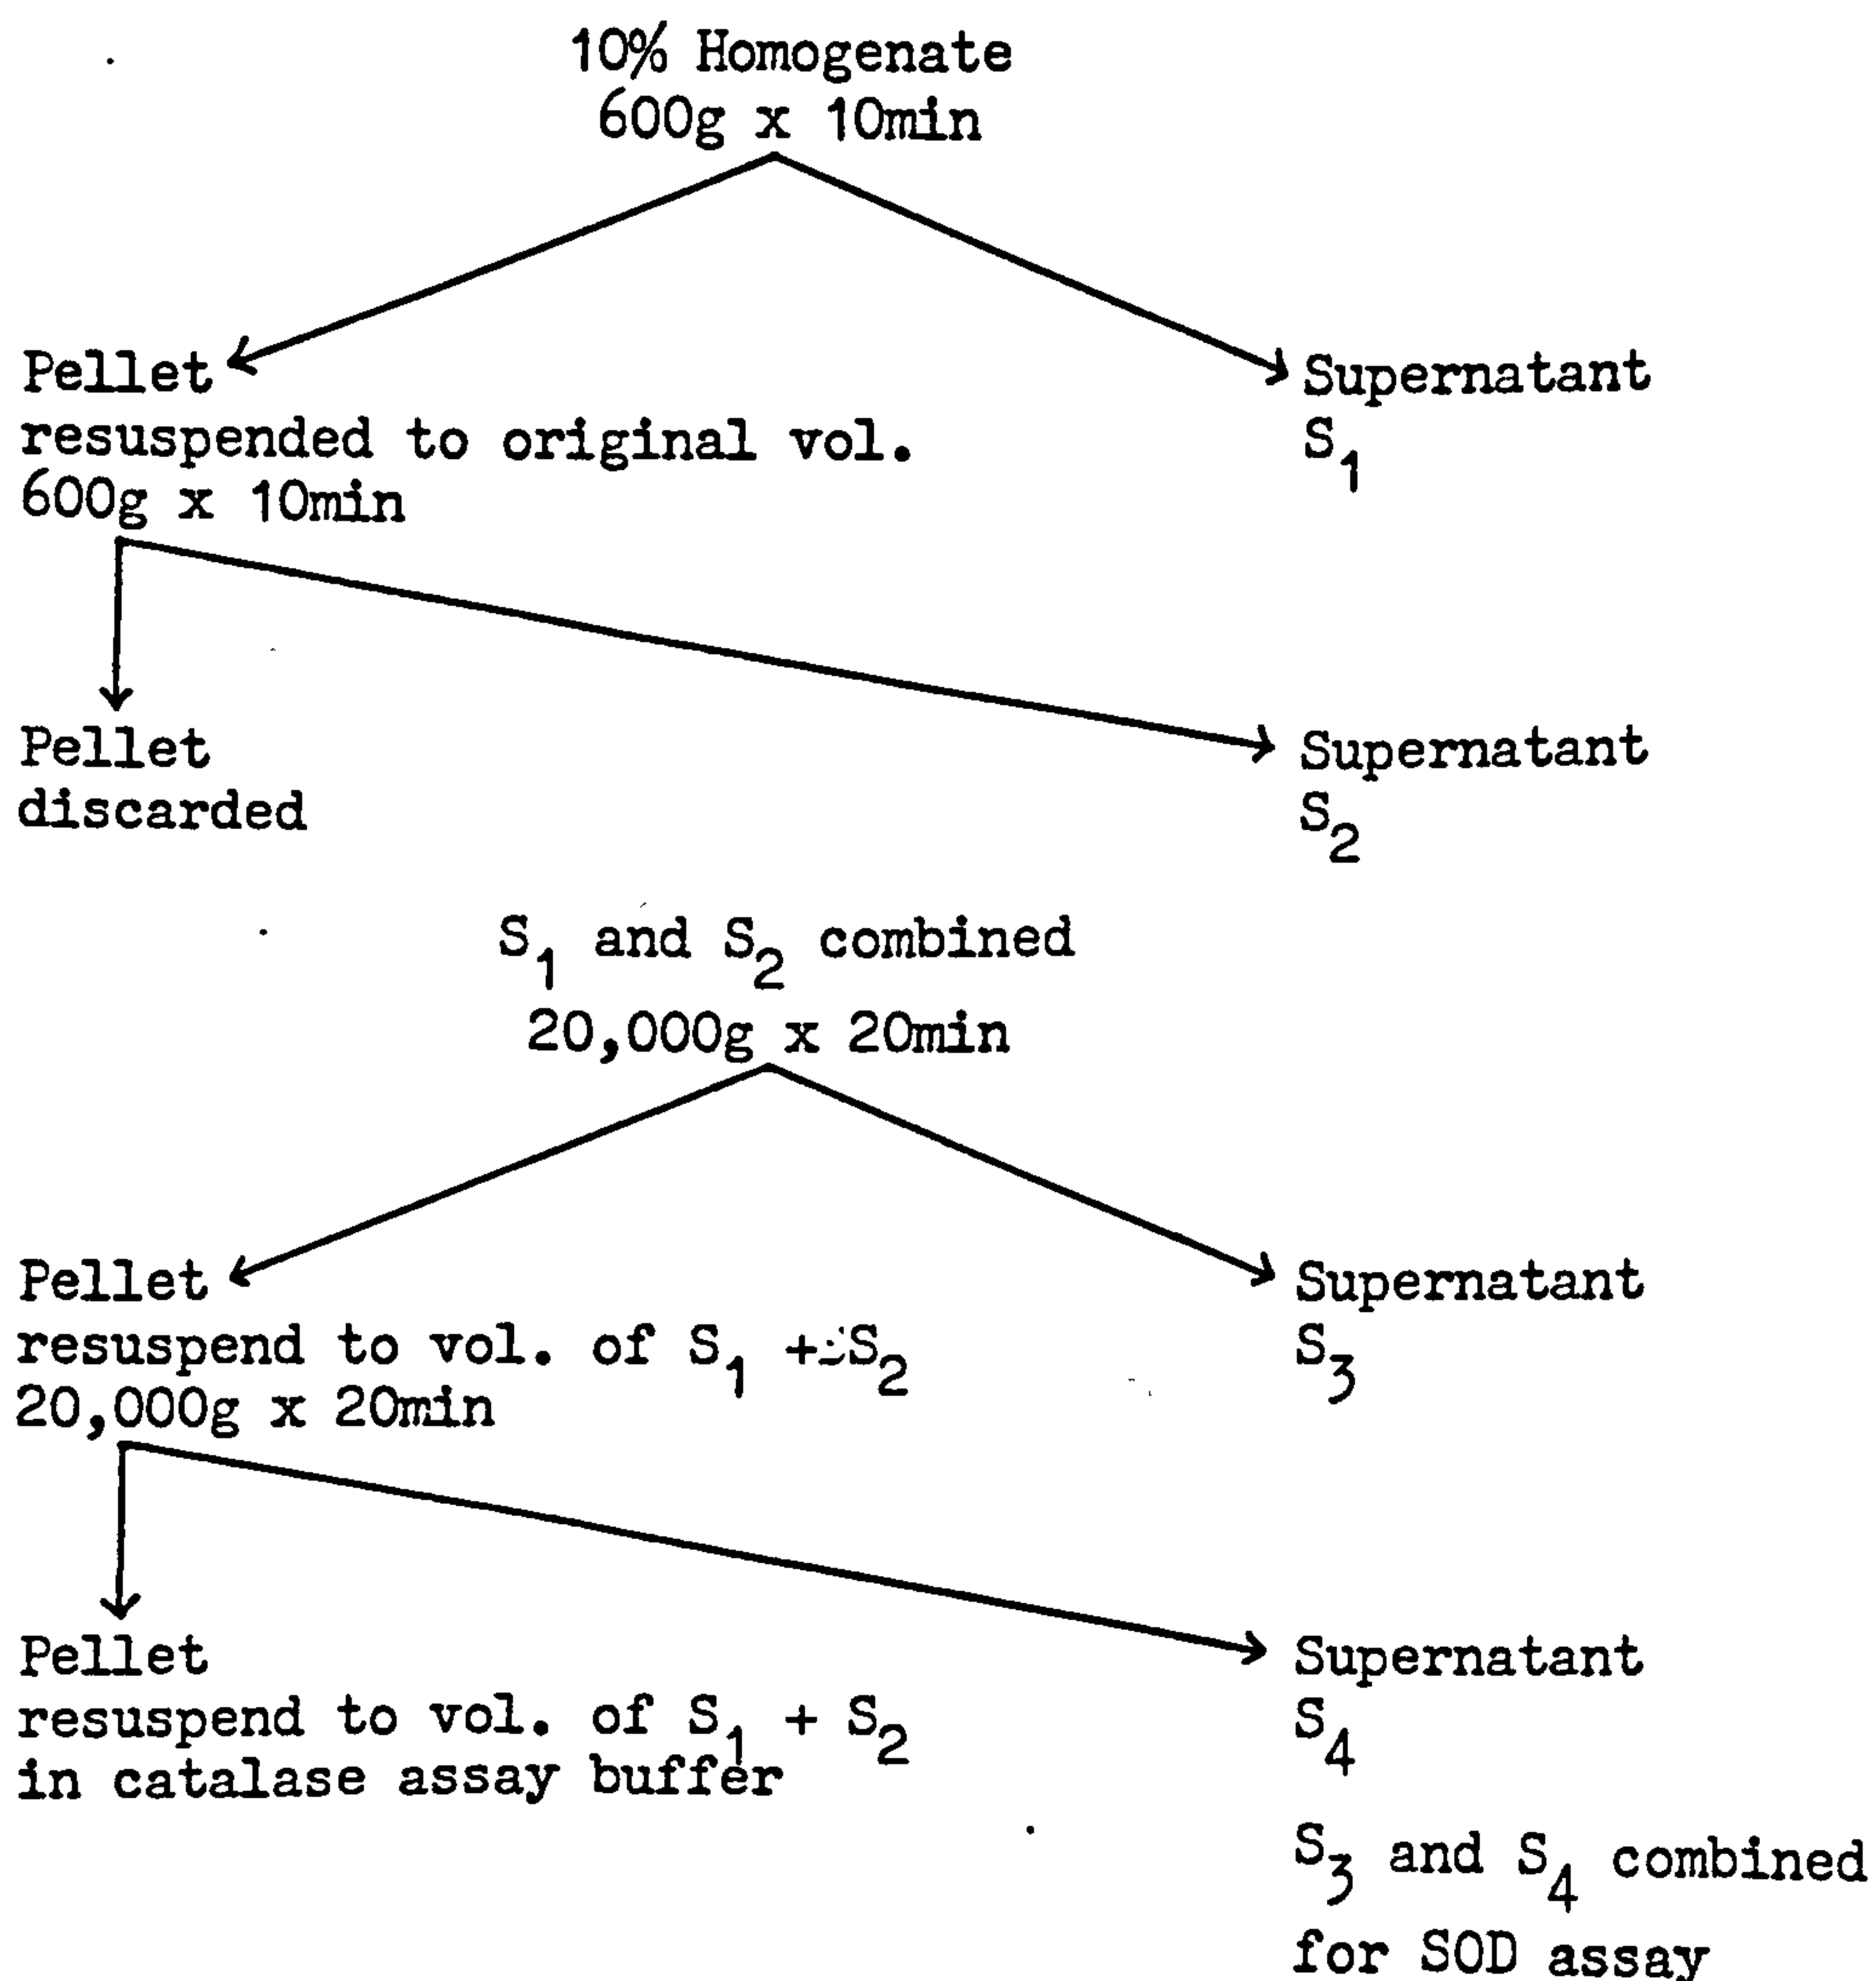 10% Homogenate
600g x 10min
Pellet
resuspended to original vol.
600g x 10min
Supernatant
S₁
Pellet
discarded
Supernatant
S₂
S₁ and S₂ combined
20,000g x 20min
Pellet
resuspend to vol. of S₁ + S₂
20,000g x 20min
Supernatant
S₃
Pellet
resuspend to vol. of S₁ + S₂
in catalase assay buffer
Supernatant
S₄
S₃ and S₄ combined
for SOD assay